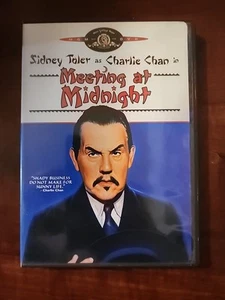 Sidney Toler as Charlie Chan in
Meeting at
Midnight
"SHADY BUSINESS
DO NOT MAKE FOR
SUNNY LIFE."
- Charlie Chan